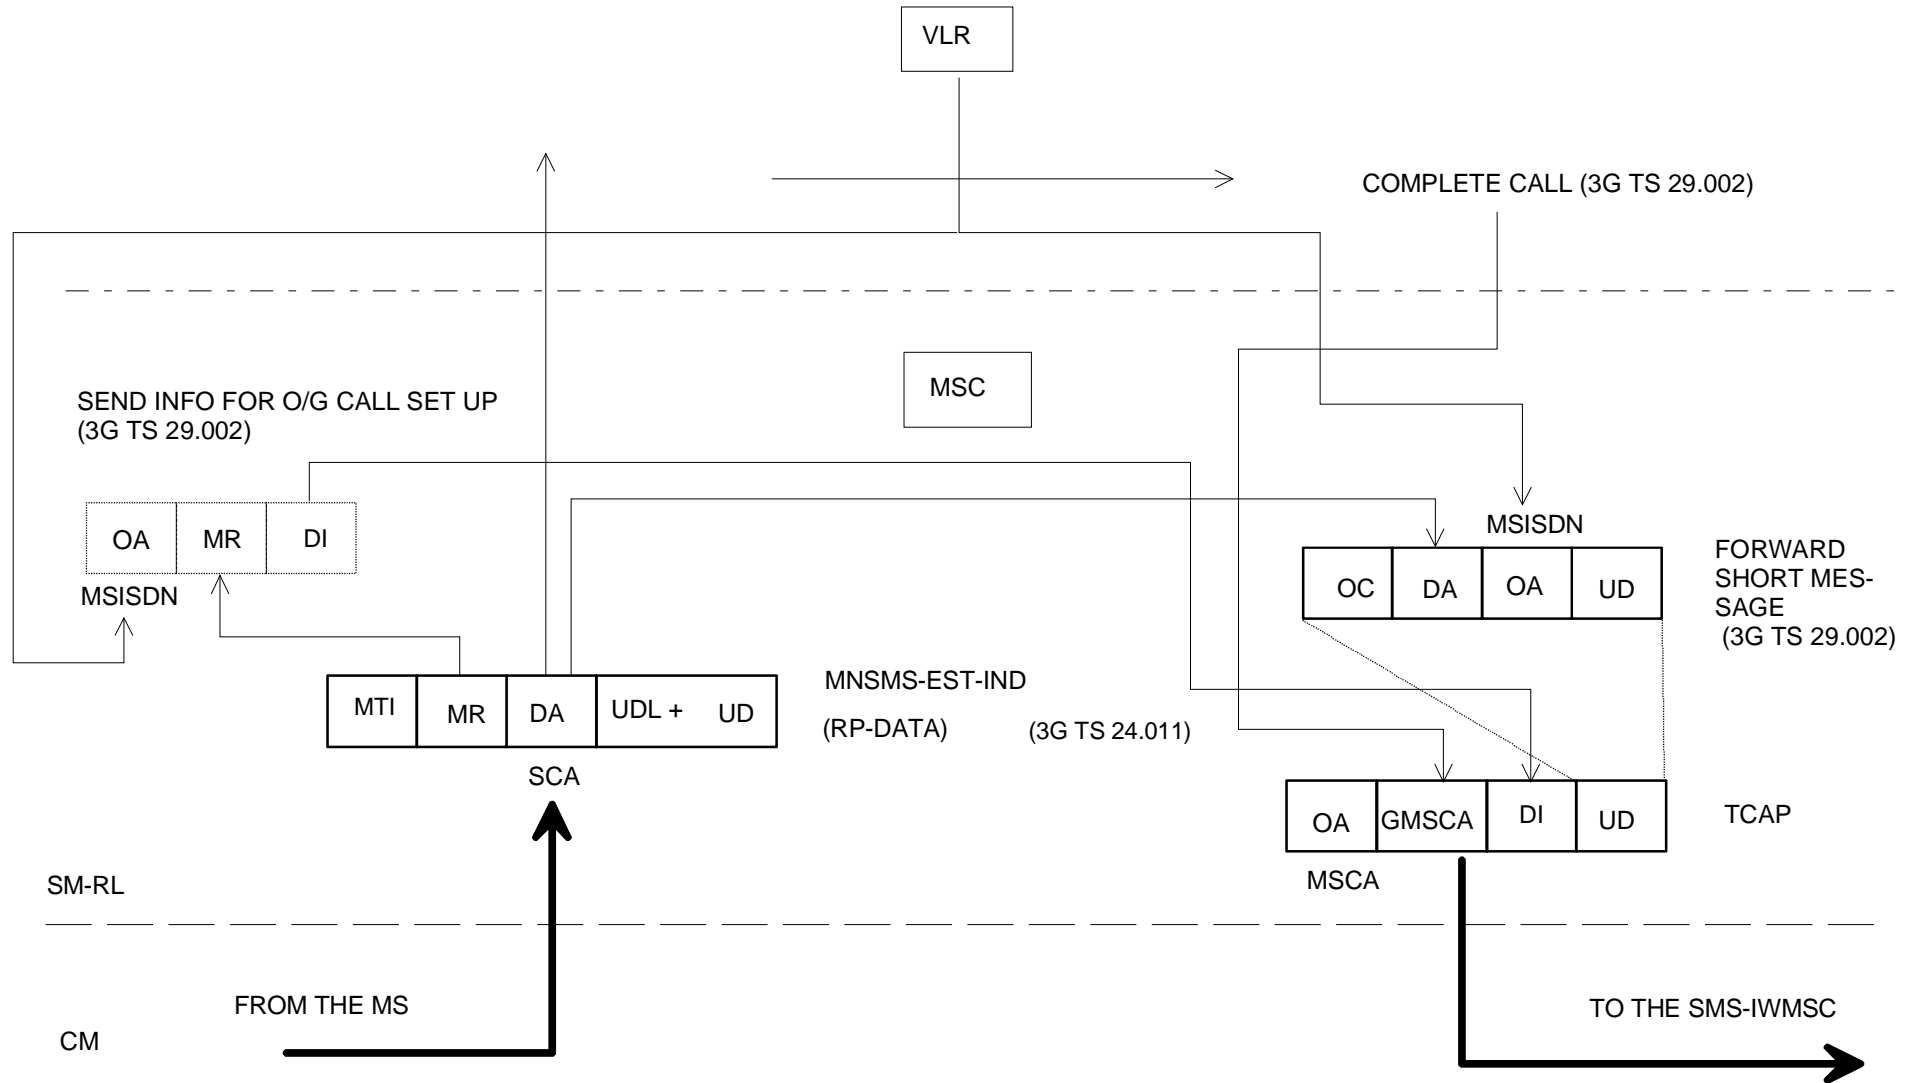 VLR
COMPLETE CALL (3G TS 29.002)
MSC
SEND INFO FOR O/G CALL SET UP
(3G TS 29.002)
OA MR DI
MSISDN
MSISDN
OC DA OA UD
FORWARD
SHORT MES-
SAGE
(3G TS 29.002)
MTI MR DA UDL + UD
SCA
MNSMS-EST-IND
(RP-DATA) (3G TS 24.011)
OA GMSCA DI UD
TCAP
MSCA
SM-RL
FROM THE MS
TO THE SMS-IWMSC
CM